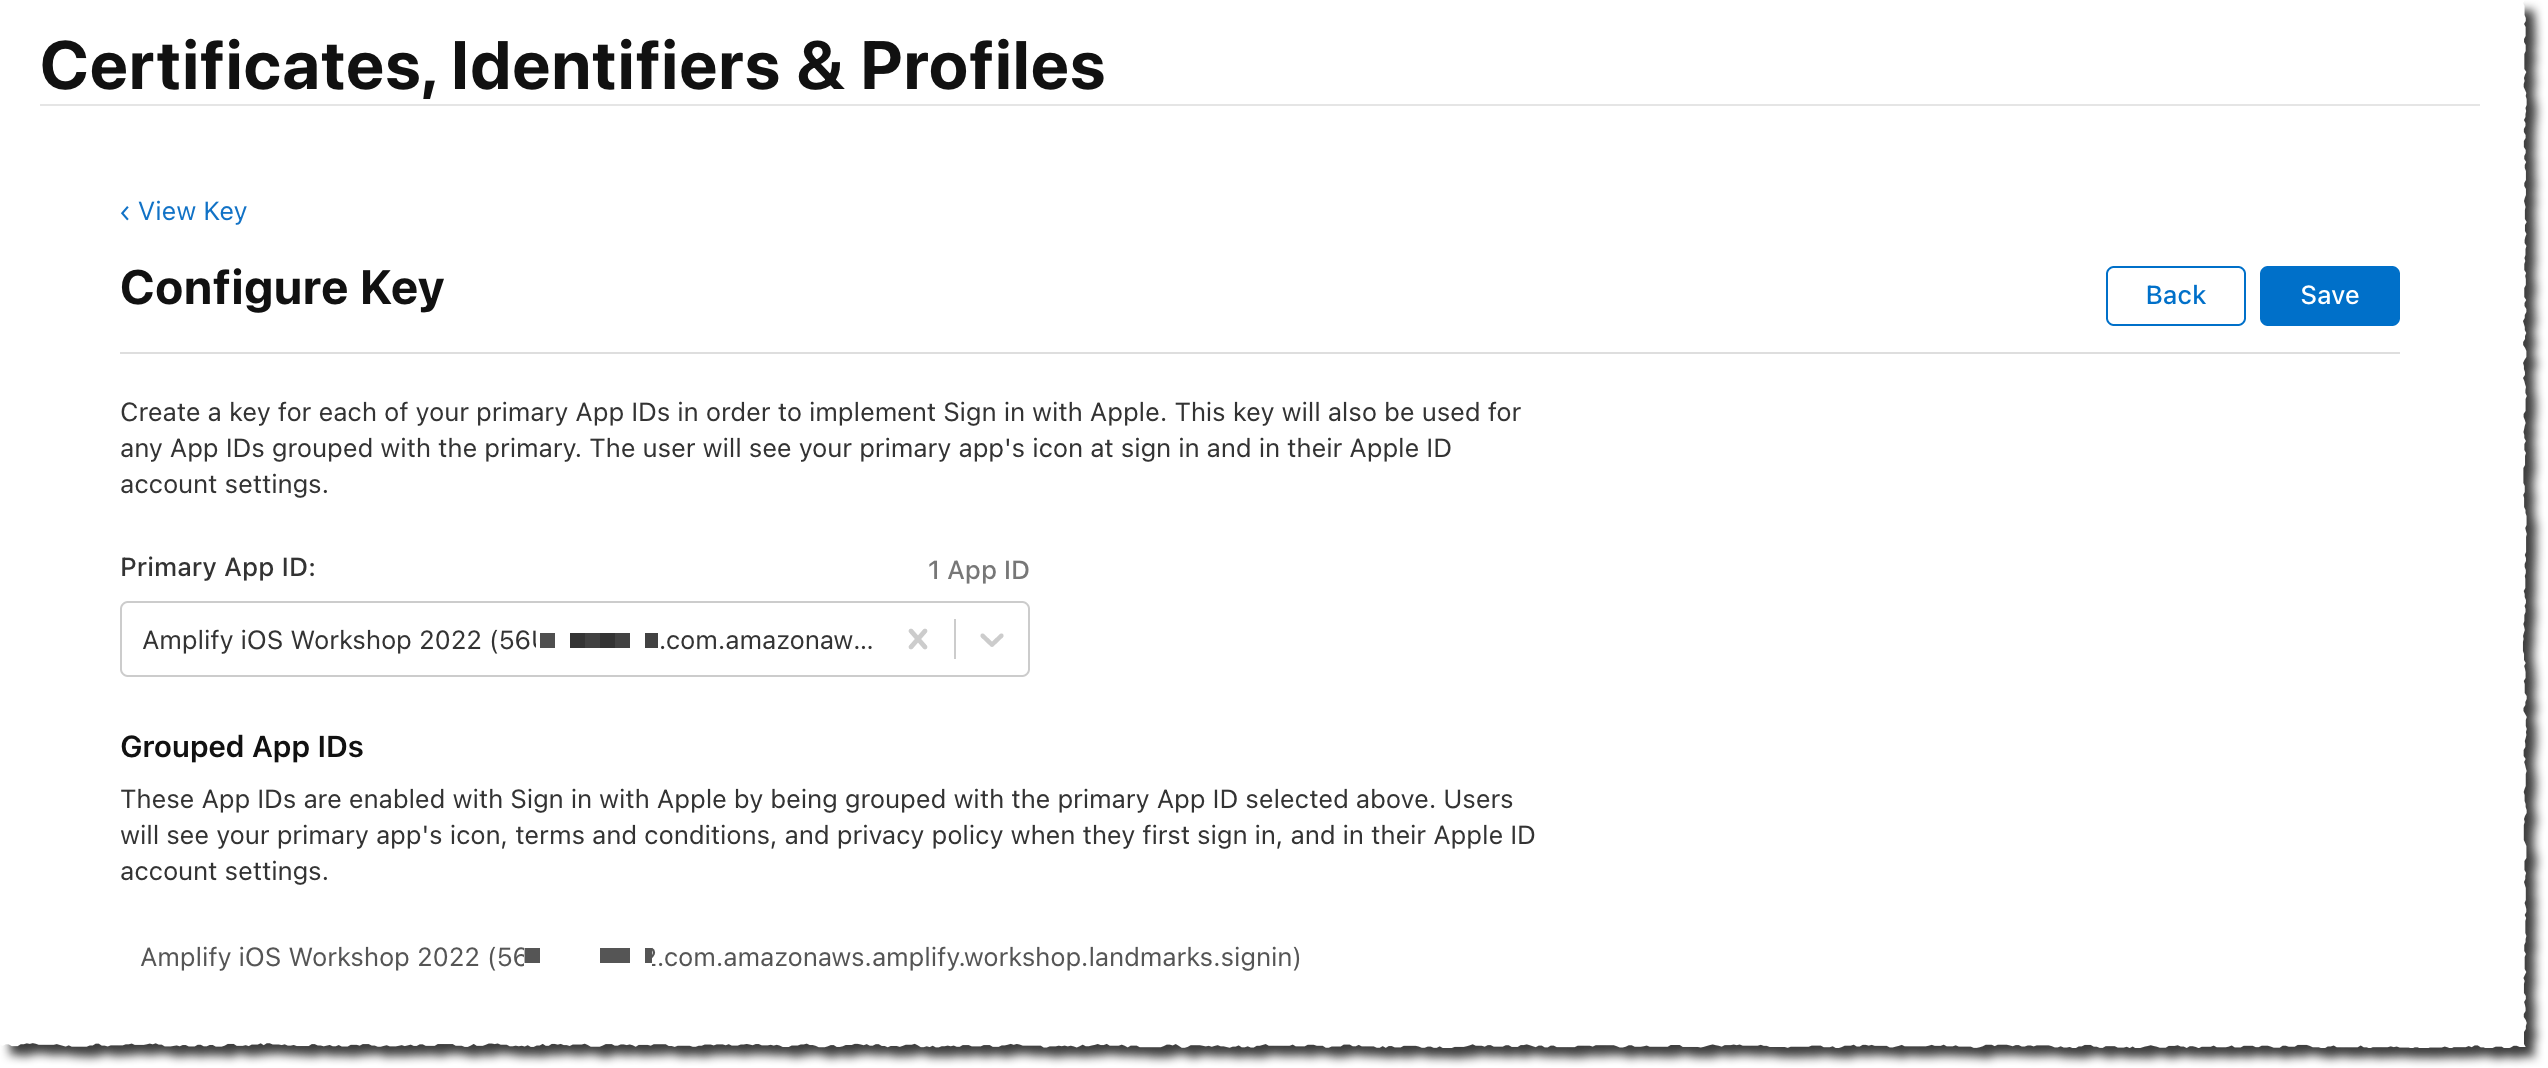 Certificates, Identifiers & Profiles
‹ View Key
Configure Key
Back
Save
Create a key for each of your primary App IDs in order to implement Sign in with Apple. This key will also be used for
any App IDs grouped with the primary. The user will see your primary app's icon at sign in and in their Apple ID
account settings.
Primary App ID:
1 App ID
Amplify iOS Workshop 2022 (56 .com.amazonaw...
Grouped App IDs
These App IDs are enabled with Sign in with Apple by being grouped with the primary App ID selected above. Users
will see your primary app's icon, terms and conditions, and privacy policy when they first sign in, and in their Apple ID
account settings.
Amplify iOS Workshop 2022 (56 .com.amazonaws.amplify.workshop.landmarks.signin)